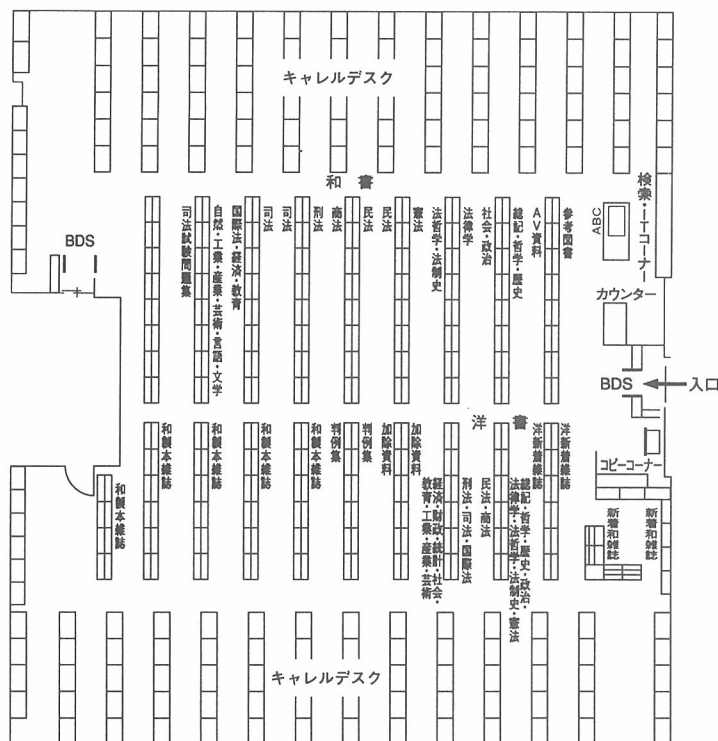 キャレルデスク
和書
検索・ITコーナー
ABC
カウンター
BDS
入口
コピーコーナー
新着和雑誌
新着和雑誌
参考図書
AV資料
総記・哲学・歴史
社会・政治
法律学
法哲学・法制史
憲法
民法
民法
商法
刑法
司法
司法
国際法・経済・教育
自然・工業・産業・芸術・言語・文学
司法試験問題集
BDS
洋書
洋新着雑誌
洋新着雑誌
総記・哲学・歴史・政治・
法律学・法哲学・法制史・憲法
民法・商法
刑法・司法・国際法
経済・財政・統計・社会・
教育・工業・産業・芸術
加除資料
加除資料
判例集
判例集
和製本雑誌
和製本雑誌
和製本雑誌
和製本雑誌
和製本雑誌
キャレルデスク